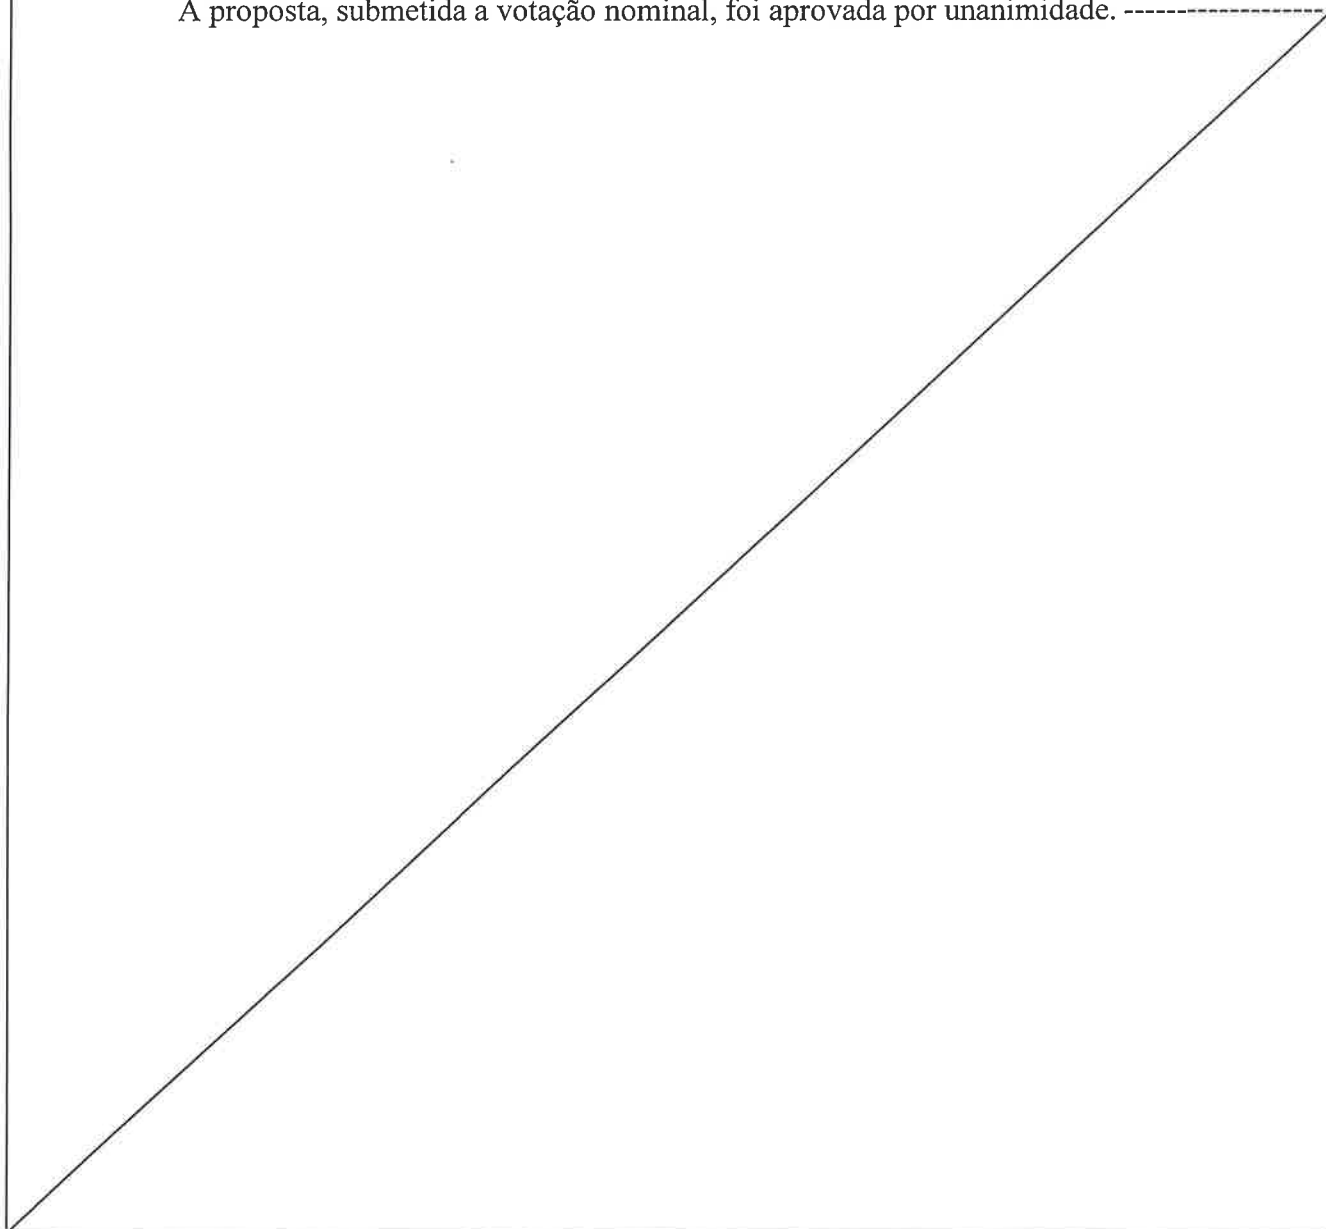 A proposta, submetida a votação nominal, foi aprovada por unanimidade. -------------------